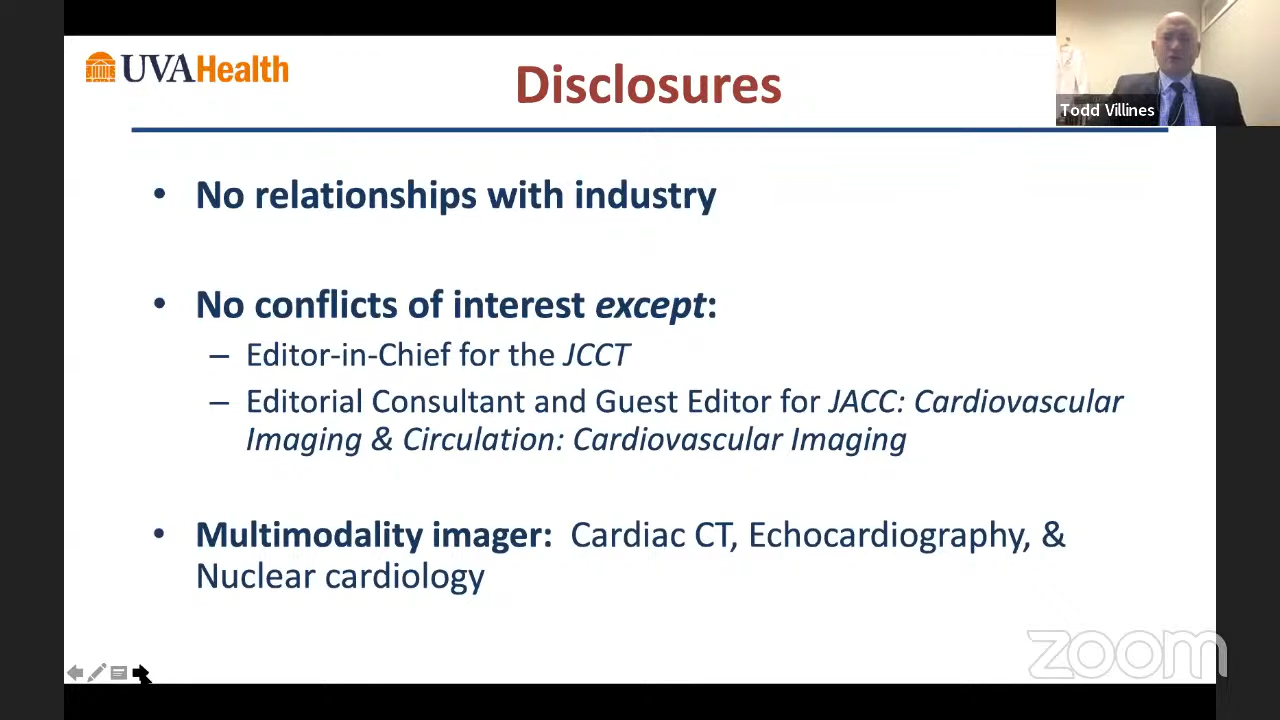 UVAHealth
Disclosures
Todd Villines
• No relationships with industry
• No conflicts of interest except:
– Editor-in-Chief for the JCCT
– Editorial Consultant and Guest Editor for JACC: Cardiovascular
Imaging & Circulation: Cardiovascular Imaging
• Multimodality imager: Cardiac CT, Echocardiography, &
Nuclear cardiology
zoom